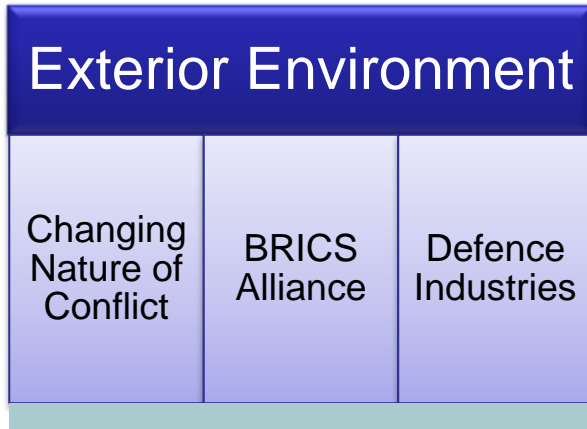 Exterior Environment
Changing
Nature of
Conflict
BRICS
Alliance
Defence
Industries